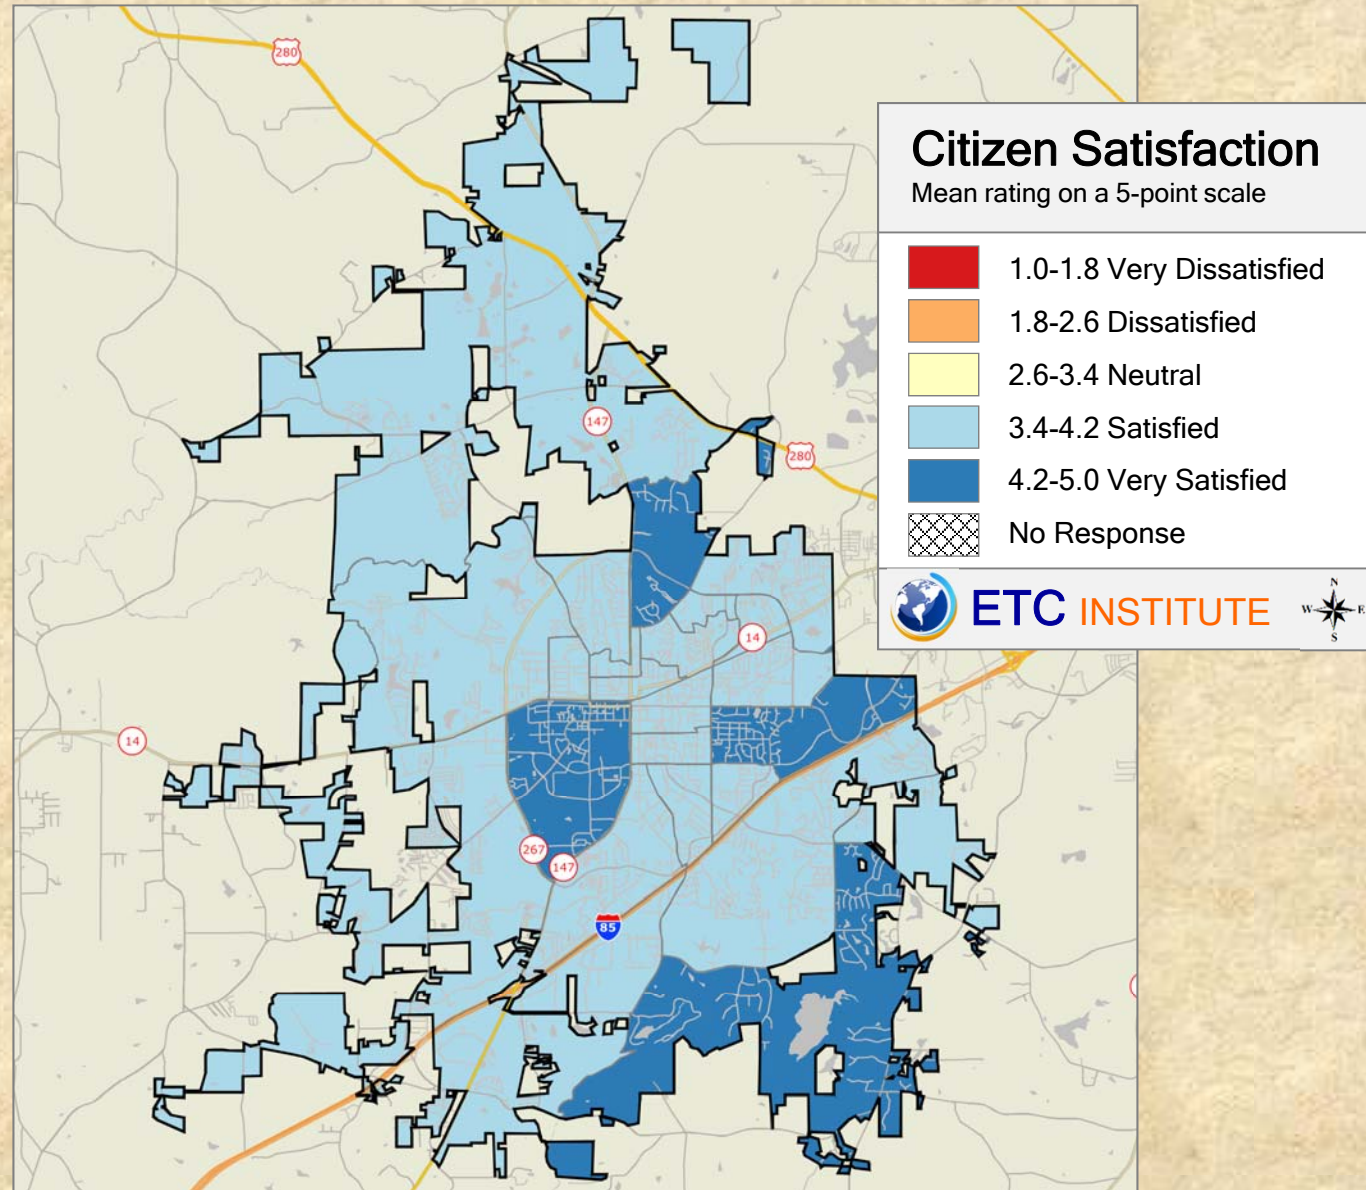 280
Citizen Satisfaction
Mean rating on a 5-point scale
1.0-1.8 Very Dissatisfied
1.8-2.6 Dissatisfied
2.6-3.4 Neutral
3.4-4.2 Satisfied
4.2-5.0 Very Satisfied
No Response
ETC INSTITUTE
N
W E
S
147
280
14
14
267
147
85